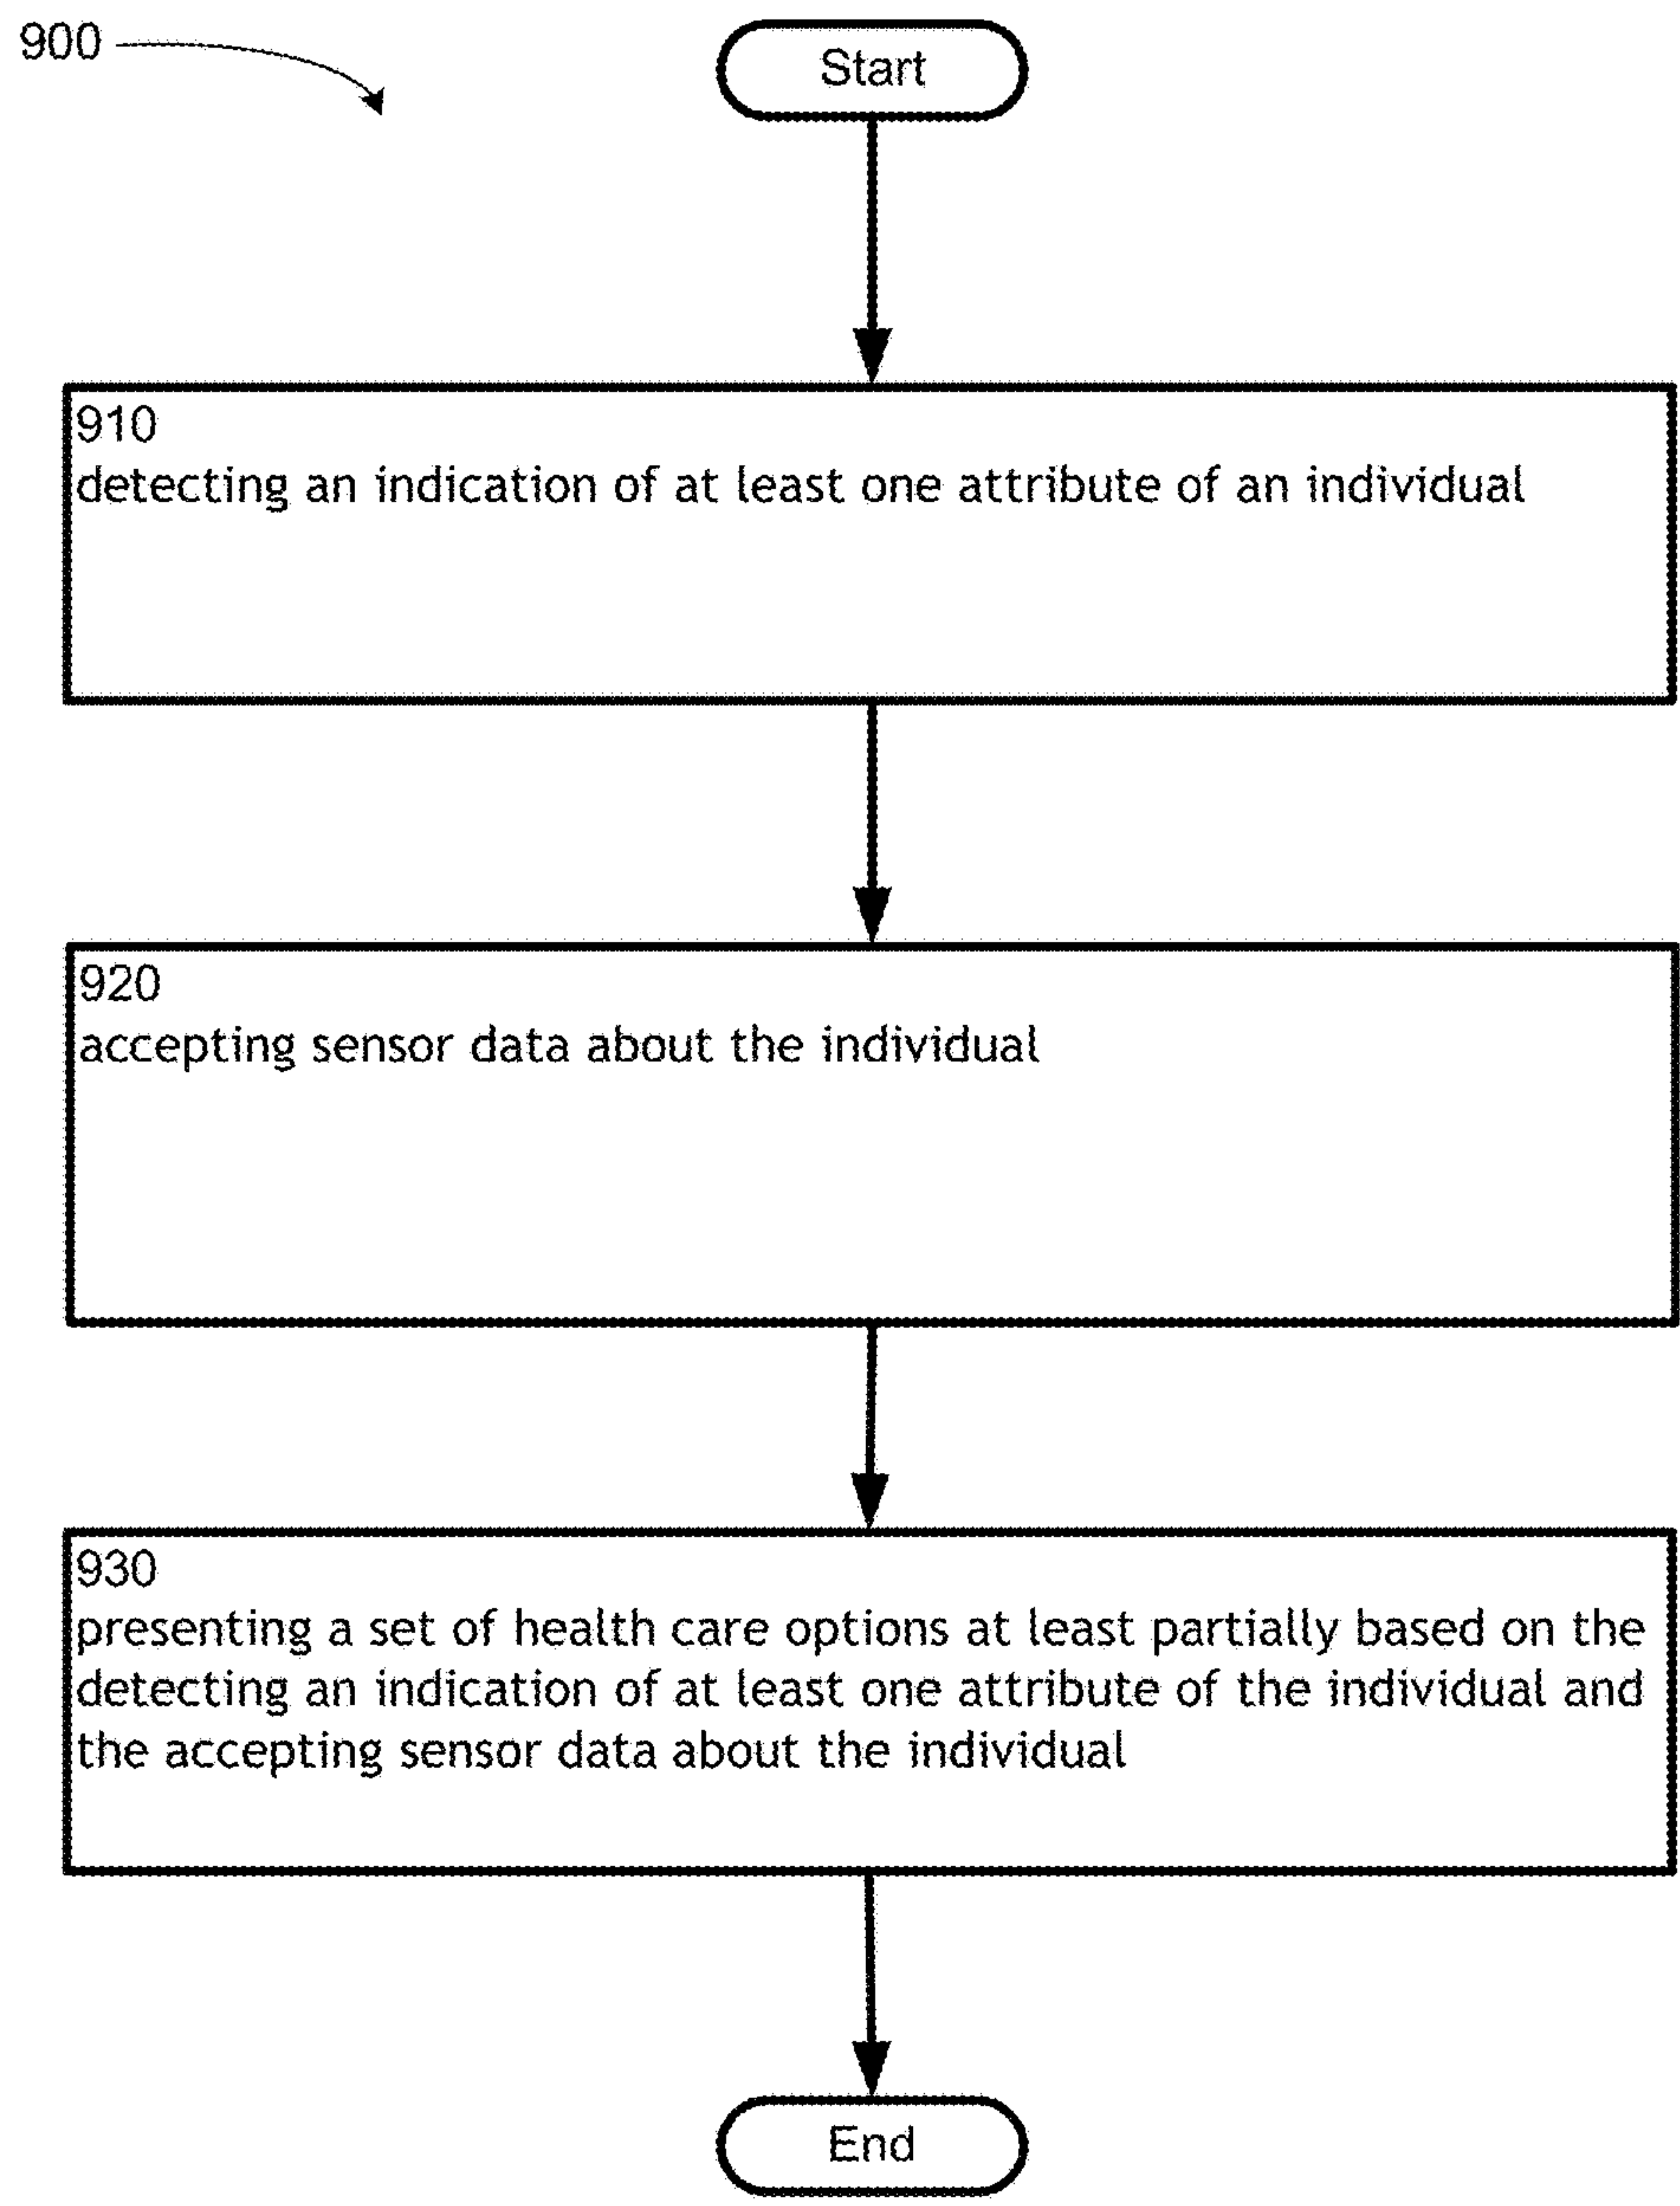 900
Start
910
detecting an indication of at least one attribute of an individual
920
accepting sensor data about the individual
930
presenting a set of health care options at least partially based on the
detecting an indication of at least one attribute of the individual and
the accepting sensor data about the individual
End